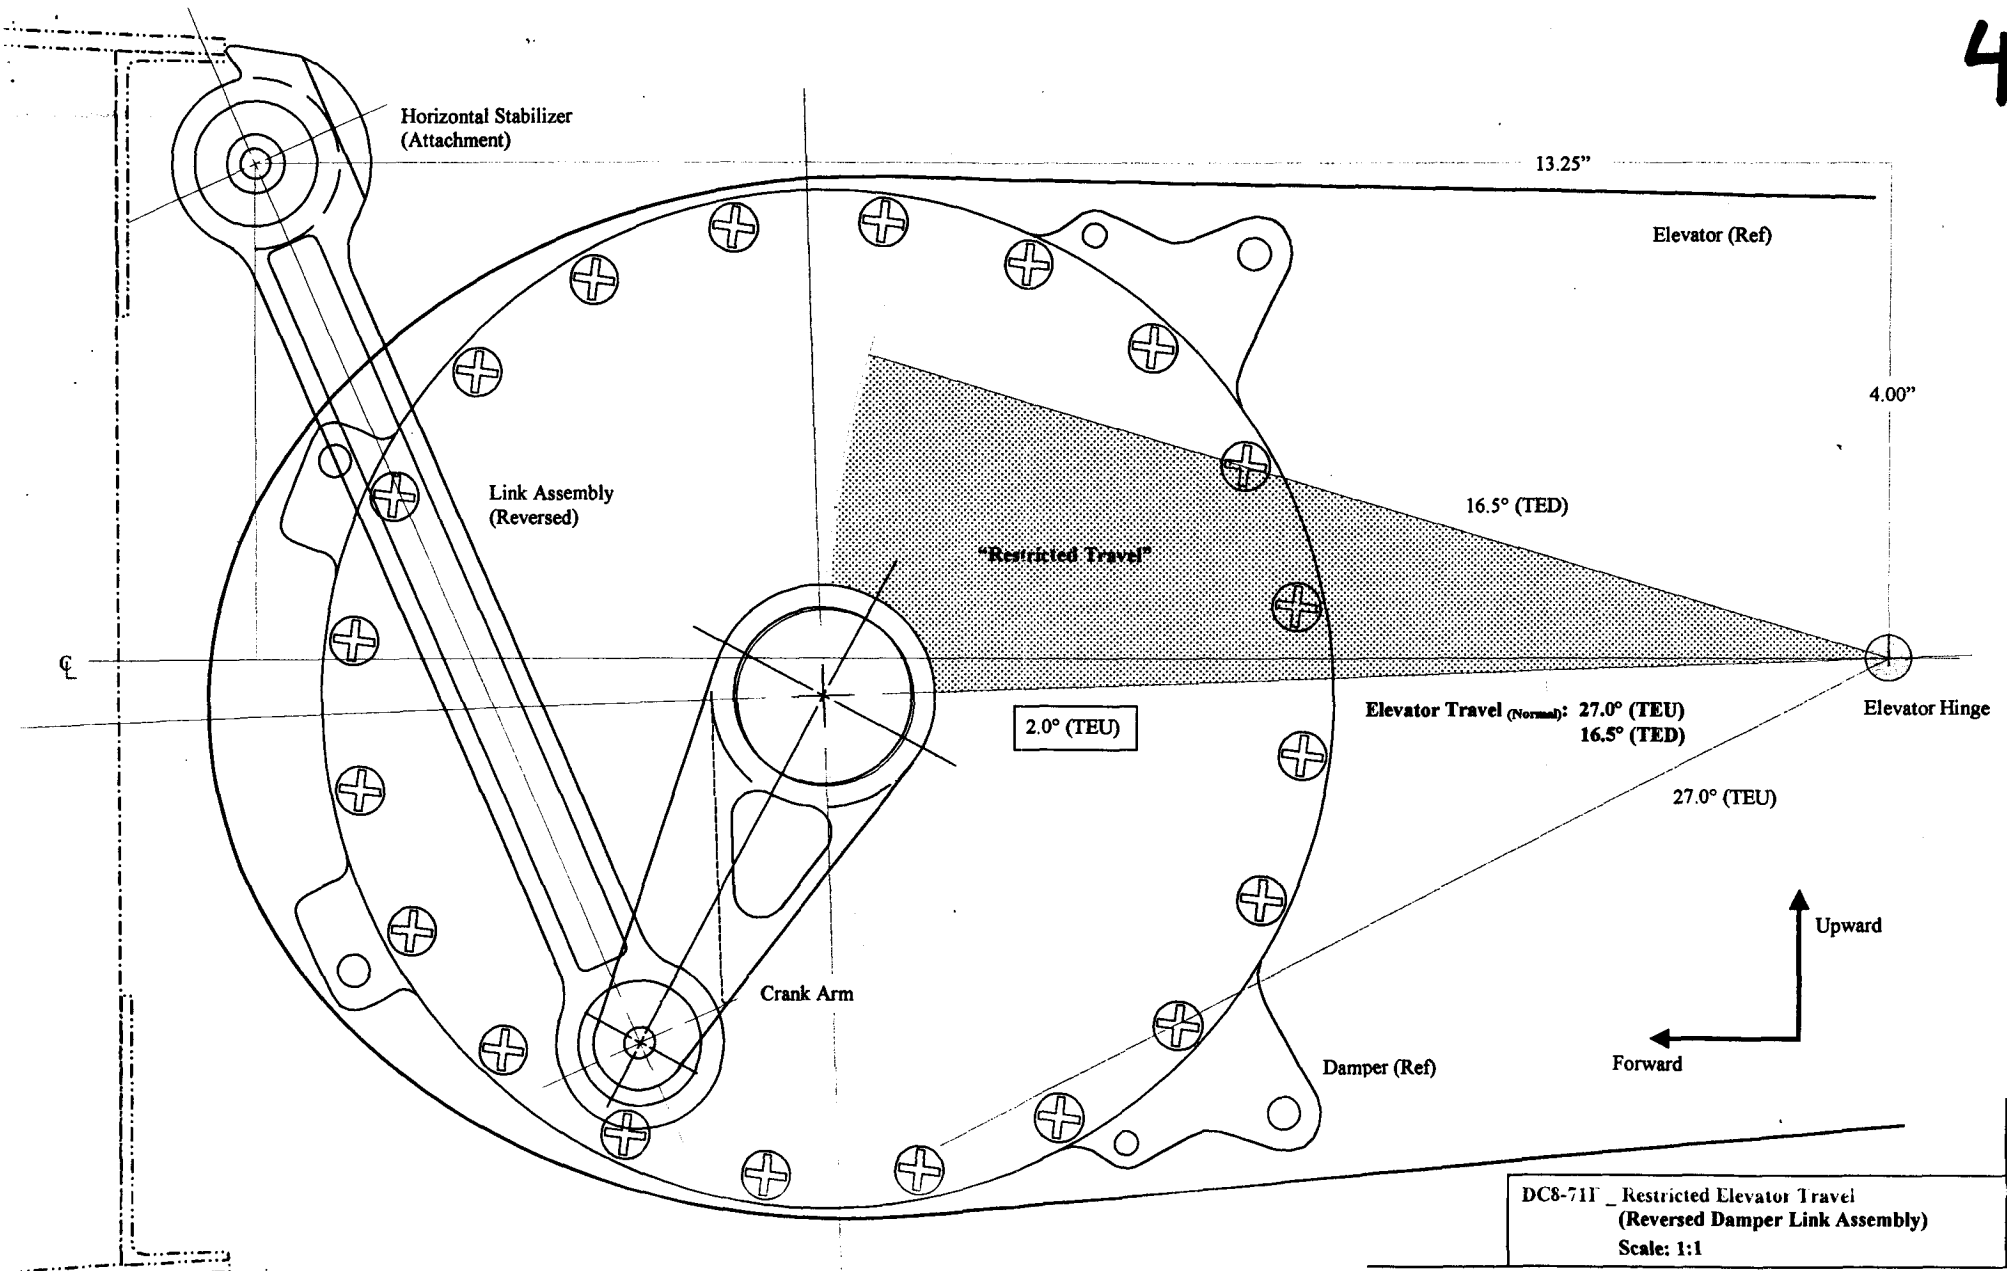 4
Horizontal Stabilizer
(Attachment)
13.25”
Elevator (Ref)
4.00”
Link Assembly
(Reversed)
16.5° (TED)
“Restricted Travel”
℄
2.0° (TEU)
Elevator Travel (Normal): 27.0° (TEU)
16.5° (TED)
Elevator Hinge
27.0° (TEU)
Upward
Crank Arm
Forward
Damper (Ref)
DC8-71F _ Restricted Elevator Travel
(Reversed Damper Link Assembly)
Scale: 1:1